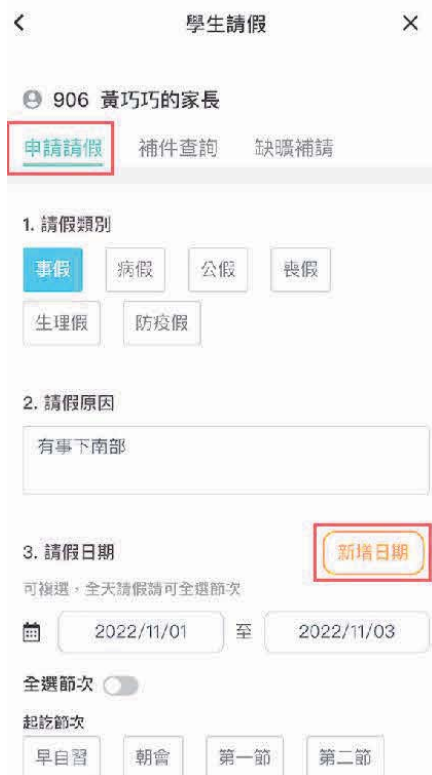 學生請假
906 黃巧巧的家長
申請請假 補件查詢 缺曠補請
1. 請假類別
事假 病假 公假 喪假
生理假 防疫假
2. 請假原因
有事下南部
3. 請假日期 新增日期
可複選，全天請假請可全選節次
2022/11/01 至 2022/11/03
全選節次
起訖節次
早自習 朝會 第一節 第二節